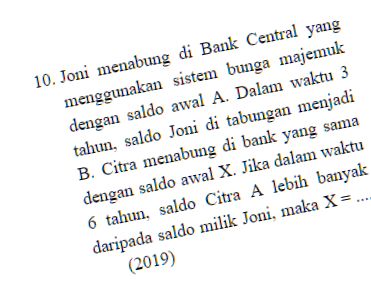 10. Joni menabung di Bank Central yang
menggunakan sistem bunga majemuk
dengan saldo awal A. Dalam waktu 3
tahun, saldo Joni di tabungan menjadi
B. Citra menabung di bank yang sama
dengan saldo awal X. Jika dalam waktu
6 tahun, saldo Citra A lebih banyak
daripada saldo milik Joni, maka X = ....
(2019)